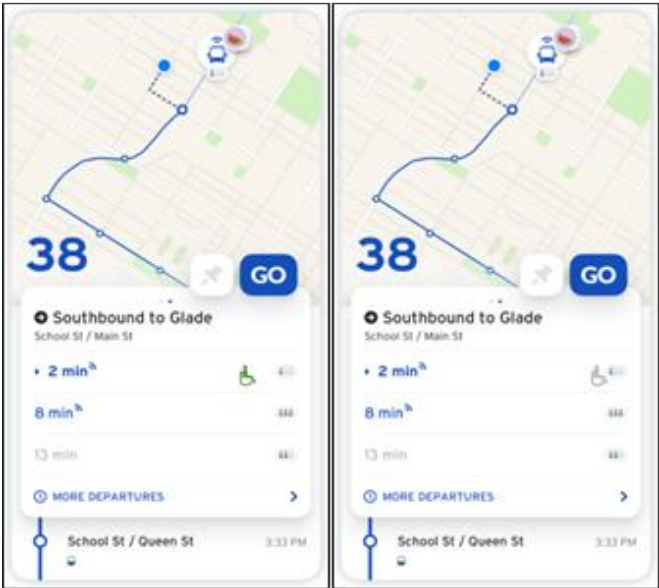 38
GO
Southbound to Glade
School St / Main St
2 min
8 min
13 min
MORE DEPARTURES
School St / Queen St
3:33 PM
38
GO
Southbound to Glade
School St / Main St
2 min
8 min
13 min
MORE DEPARTURES
School St / Queen St
3:33 PM